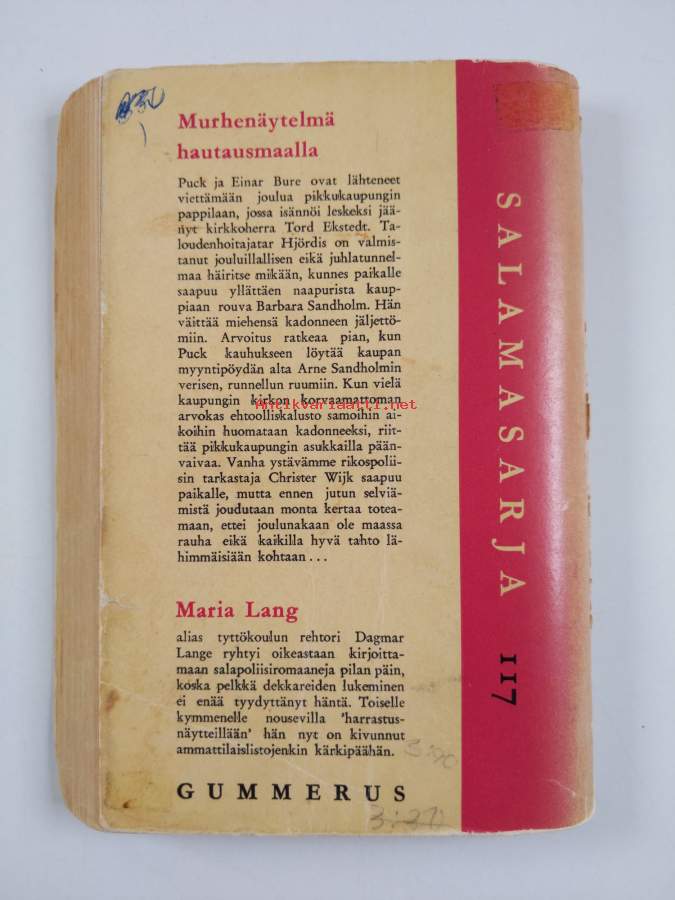 Murhenäytelmä
hautausmaalla
Puck ja Einar Bure ovat lähteneet
viettämään joulua pikkukaupungin
pappilaan, jossa isännöi leskeksi jää-
nyt kirkkoherra Tord Ekstedt. Ta-
loudenhoitajatar Hjördis on valmis-
tanut jouluillallisen eikä juhlatunnel-
maa häiritse mikään, kunnes paikalle
saapuu yllättäen naapurista kaup-
piaan rouva Barbara Sandholm. Hän
väittää miehensä kadonneen jäljettö-
miin. Arvoitus ratkeaa pian, kun
Puck kauhukseen löytää kaupan
myyntipöydän alta Arne Sandholmin
verisen, runnellun ruumiin. Kun vielä
kaupungin kirkon korvaamattoman
Antikvariaatti.net
arvokas ehtoolliskalusto samoihin ai-
koihin huomataan kadonneeksi, riit-
tää pikkukaupungin asukkailla pään-
vaivaa. Vanha ystävämme rikospolii-
sin tarkastaja Christer Wijk saapuu
paikalle, mutta ennen jutun selviä-
mistä joudutaan monta kertaa totea-
maan, ettei joulunakaan ole maassa
rauha eikä kaikilla hyvä tahto lä-
himmäisiään kohtaan...
Maria Lang
alias tyttökoulun rehtori Dagmar
Lange ryhtyi oikeastaan kirjoitta-
maan salapoliisiromaaneja pilan päin,
koska pelkkä dekkareiden lukeminen
ei enää tyydyttänyt häntä. Toiselle
kymmenelle nousevilla 'harrastus-
näytteillään' hän nyt on kivunnut
ammattilaislistojenkin kärkipäähän.
GUMMERUS
SALAMASARJA 117